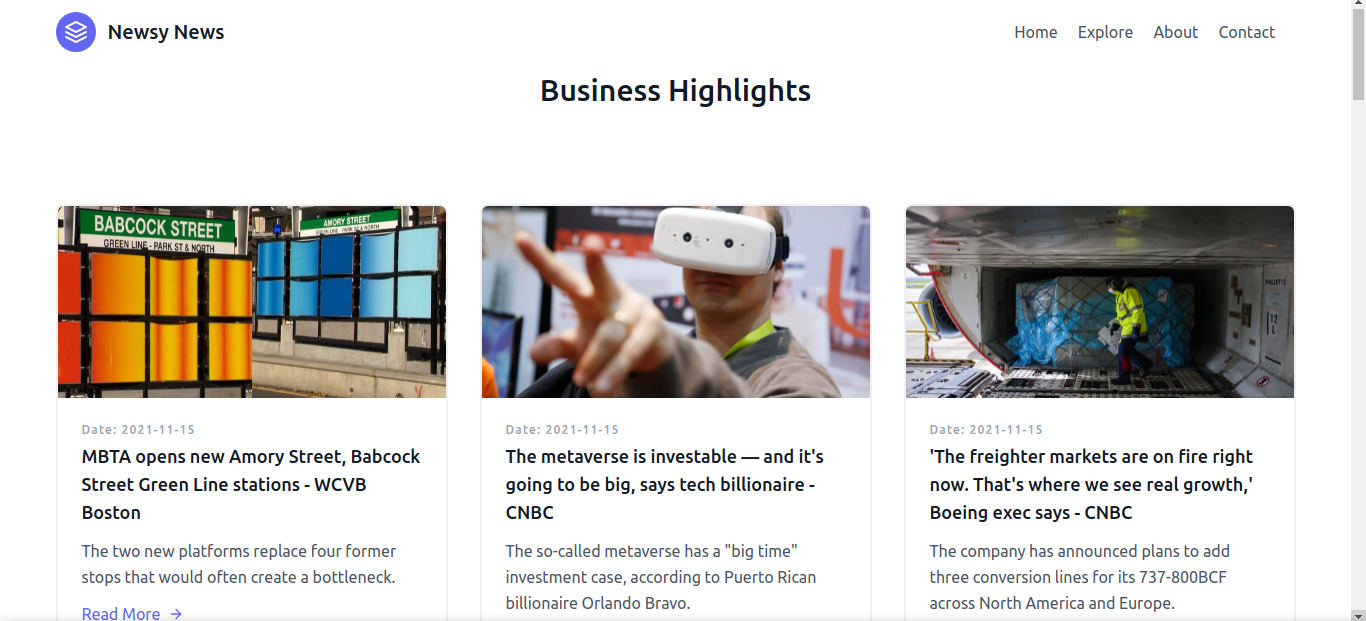 Newsy News
Home Explore About Contact
Business Highlights
BABCOCK STREET
GREEN LINE - PARK ST & NORTH
AMORY STREET
GREEN LINE - PARK ST & NORTH
PALLET12
12
L
Date: 2021-11-15
MBTA opens new Amory Street, Babcock
Street Green Line stations - WCVB
Boston
The two new platforms replace four former
stops that would often create a bottleneck.
Read More →
Date: 2021-11-15
The metaverse is investable — and it's
going to be big, says tech billionaire -
CNBC
The so-called metaverse has a "big time"
investment case, according to Puerto Rican
billionaire Orlando Bravo.
Date: 2021-11-15
'The freighter markets are on fire right
now. That's where we see real growth,'
Boeing exec says - CNBC
The company has announced plans to add
three conversion lines for its 737-800BCF
across North America and Europe.